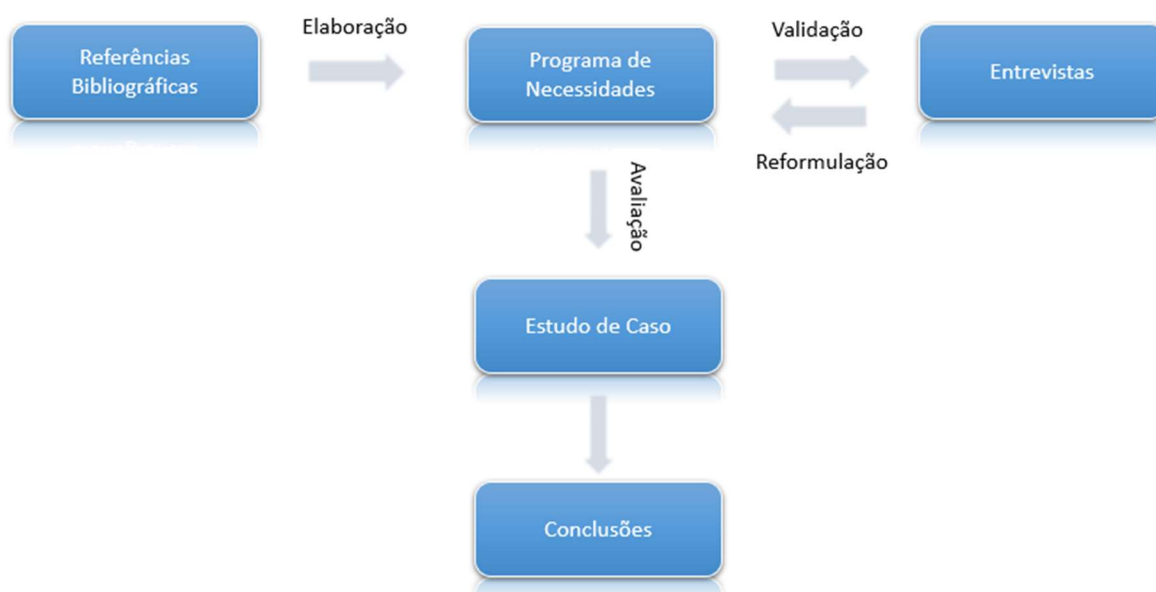 Elaboração
Validação
Referências
Bibliográficas
Programa de
Necessidades
Entrevistas
Reformulação
Avaliação
Estudo de Caso
Conclusões